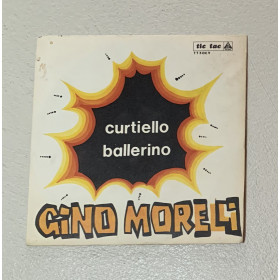 tic tac
curtiello
ballerino
GINO MORELLI